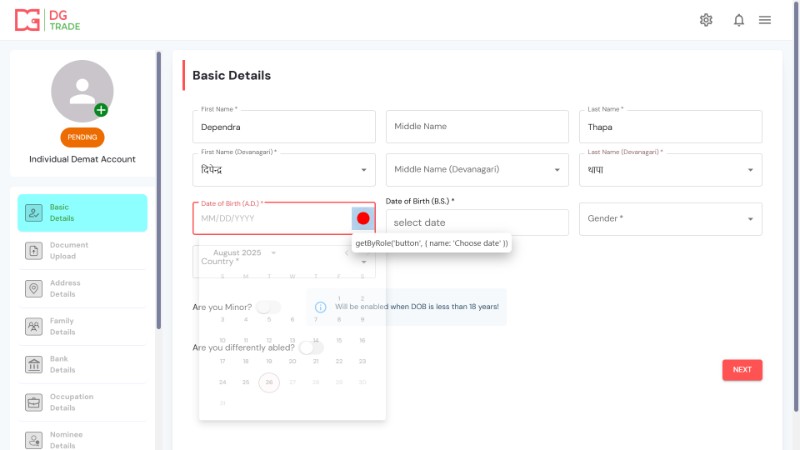 DG
TRADE
PENDING
Individual Demat Account
Basic
Details
Document
Upload
Address
Details
Family
Details
Bank
Details
Occupation
Details
Nominee
Details
Basic Details
First Name *
Dependra
Middle Name
Last Name *
Thapa
First Name (Devanagari) *
दिपेन्द्र
Middle Name (Devanagari)
Last Name (Devanagari) *
थापा
Date of Birth (A.D.) *
MM/DD/YYYY
Date of Birth (B.S.) *
select date
Gender *
getByRole('button', { name: 'Choose date' })
August 2025
Country *
S M T W T F S
1 2
3 4 5 6 7 8 9
10 11 12 13 14 15 16
17 18 19 20 21 22 23
24 25 26 27 28 29 30
31
Are you Minor?
Will be enabled when DOB is less than 18 years!
Are you differently abled?
NEXT